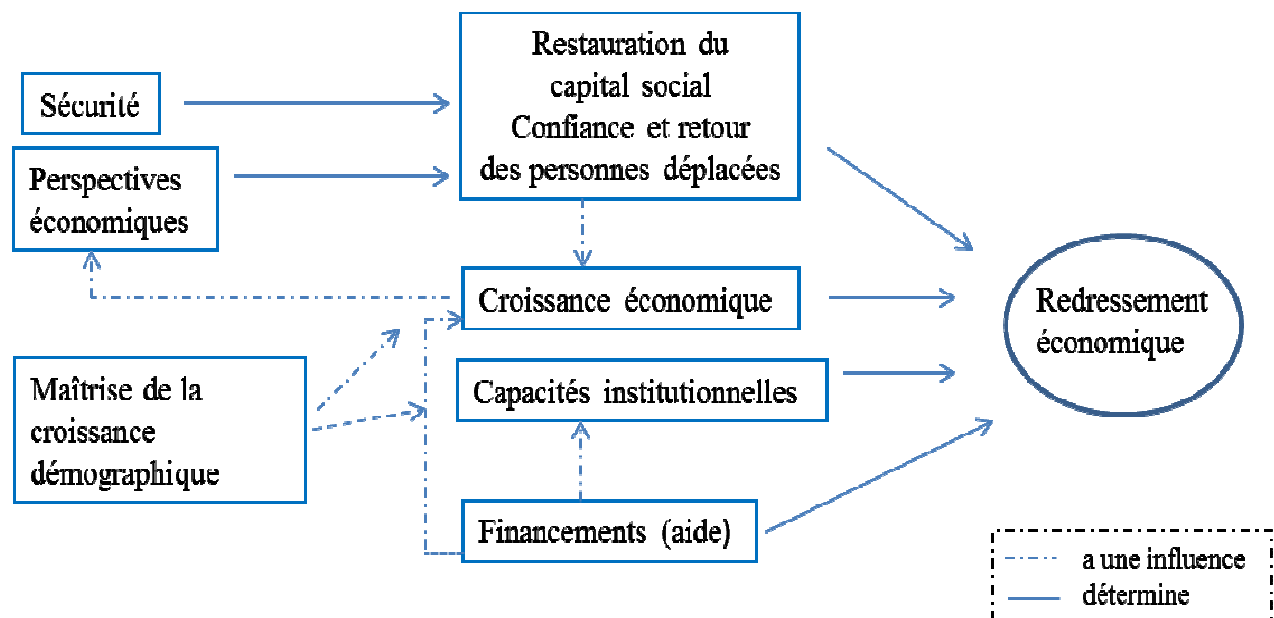 Restauration du
capital social
Confiance et retour
des personnes déplacées
Sécurité
Perspectives
économiques
Croissance économique
Redressement
économique
Maîtrise de la
croissance
démographique
Capacités institutionnelles
Financements (aide)
a une influence
détermine